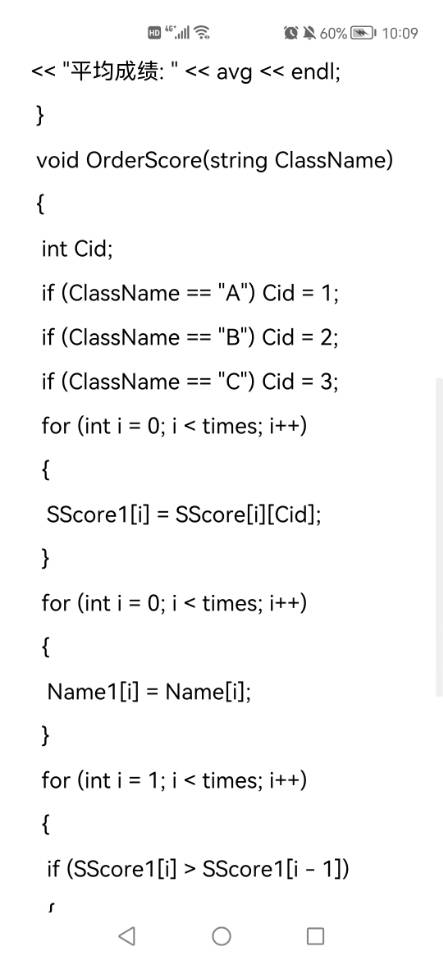 HD 4G 60% 10:09
<< "平均成绩: " << avg << endl;
}
void OrderScore(string ClassName)
{
int Cid;
if (ClassName == "A") Cid = 1;
if (ClassName == "B") Cid = 2;
if (ClassName == "C") Cid = 3;
for (int i = 0; i < times; i++)
{
SScore1[i] = SScore[i][Cid];
}
for (int i = 0; i < times; i++)
{
Name1[i] = Name[i];
}
for (int i = 1; i < times; i++)
{
if (SScore1[i] > SScore1[i - 1])
{